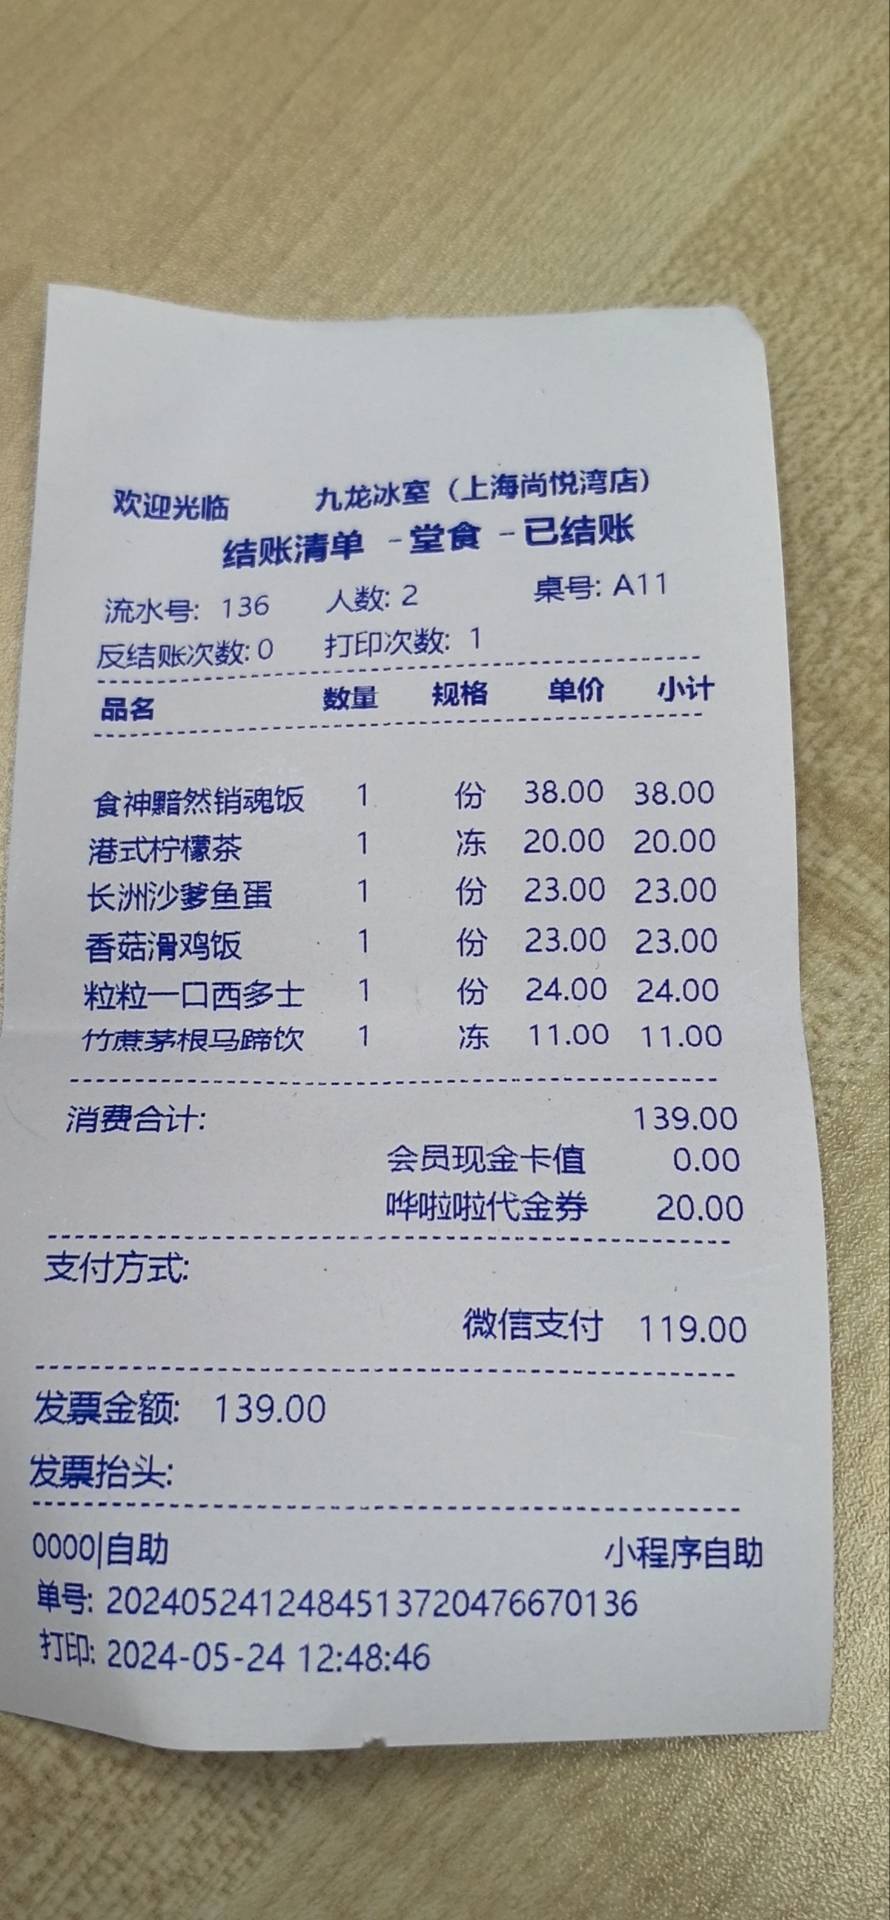 欢迎光临 九龙冰室（上海尚悦湾店）
结账清单 -堂食 -已结账
流水号: 136 人数: 2 桌号: A11
反结账次数: 0 打印次数: 1
品名 数量 规格 单价 小计
食神黯然销魂饭 1 份 38.00 38.00
港式柠檬茶 1 冻 20.00 20.00
长洲沙爹鱼蛋 1 份 23.00 23.00
香菇滑鸡饭 1 份 23.00 23.00
粒粒一口西多士 1 份 24.00 24.00
竹蔗茅根马蹄饮 1 冻 11.00 11.00
消费合计: 139.00
会员现金卡值 0.00
哗啦啦代金券 20.00
支付方式:
微信支付 119.00
发票金额: 139.00
发票抬头:
0000|自助 小程序自助
单号: 202405241248451372047667​0136
打印: 2024-05-24 12:48:46